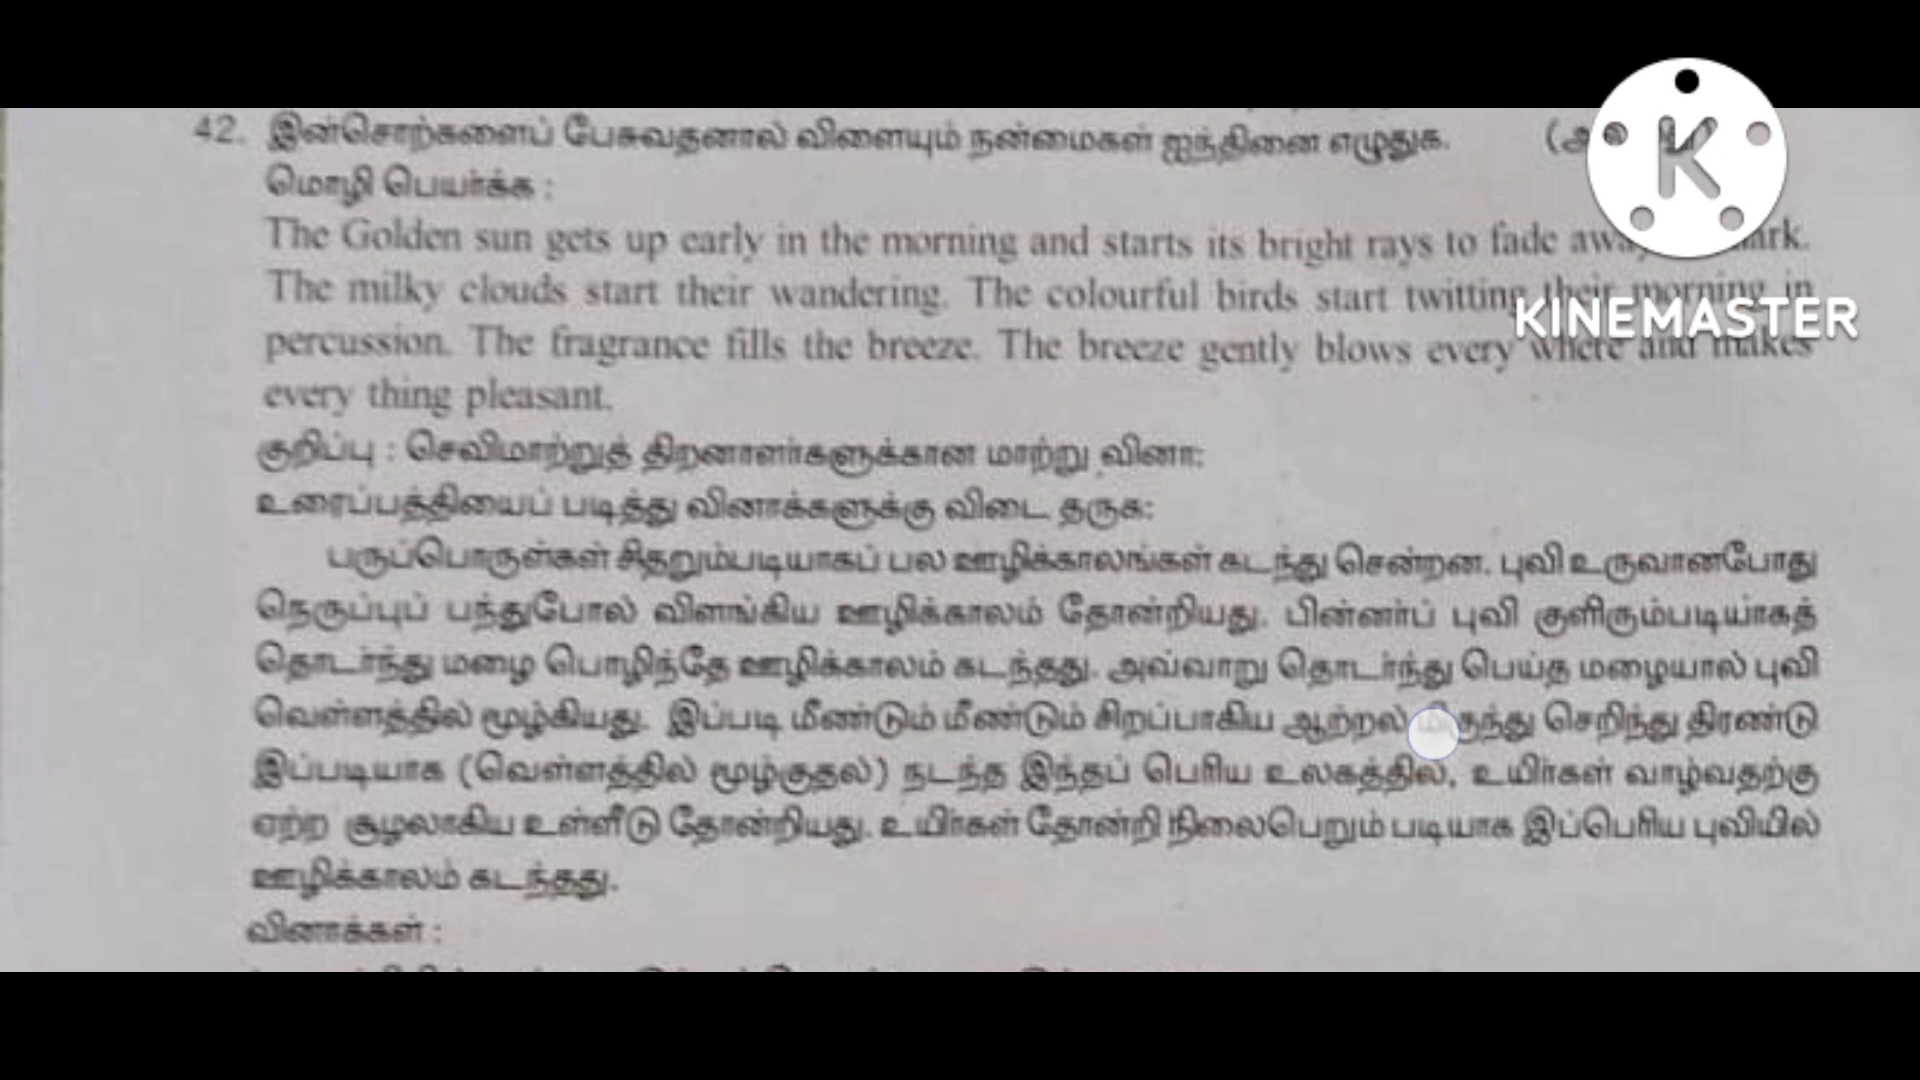 42. இன்சொற்களைப் பேசுவதனால் விளையும் நன்மைகள் ஐந்தினை எழுதுக.
மொழி பெயர்க்க :
The Golden sun gets up early in the morning and starts its bright rays to fade
The milky clouds start their wandering. The colourful birds start twitting their morning in
percussion. The fragrance fills the breeze. The breeze gently blows every where and makes
every thing pleasant.
குறிப்பு : செவிமாற்றுத் திறனாளர்களுக்கான மாற்று வினா:
உரைப்பத்தியைப் படித்து வினாக்களுக்கு விடை தருக:
பருப்பொருள்கள் சிதறும்படியாகப் பல ஊழிக்காலங்கள் கடந்து சென்றன. புவி உருவானபோது
நெருப்புப் பந்துபோல் விளங்கிய ஊழிக்காலம் தோன்றியது. பின்னர்ப் புவி குளிரும்படியாகத்
தொடர்ந்து மழை பொழிந்தே ஊழிக்காலம் கடந்தது. அவ்வாறு தொடர்ந்து பெய்த மழையால் புவி
வெள்ளத்தில் மூழ்கியது. இப்படி மீண்டும் மீண்டும் சிறப்பாகிய ஆற்றல் செறிந்து திரண்டு
இப்படியாக (வெள்ளத்தில் மூழ்குதல்) நடந்த இந்தப் பெரிய உலகத்தில், உயிர்கள் வாழ்வதற்கு
ஏற்ற சூழலாகிய உள்ளீடு தோன்றியது. உயிர்கள் தோன்றி நிலைபெறும் படியாக இப்பெரிய புவியில்
ஊழிக்காலம் கடந்தது.
வினாக்கள் :
KINEMASTER